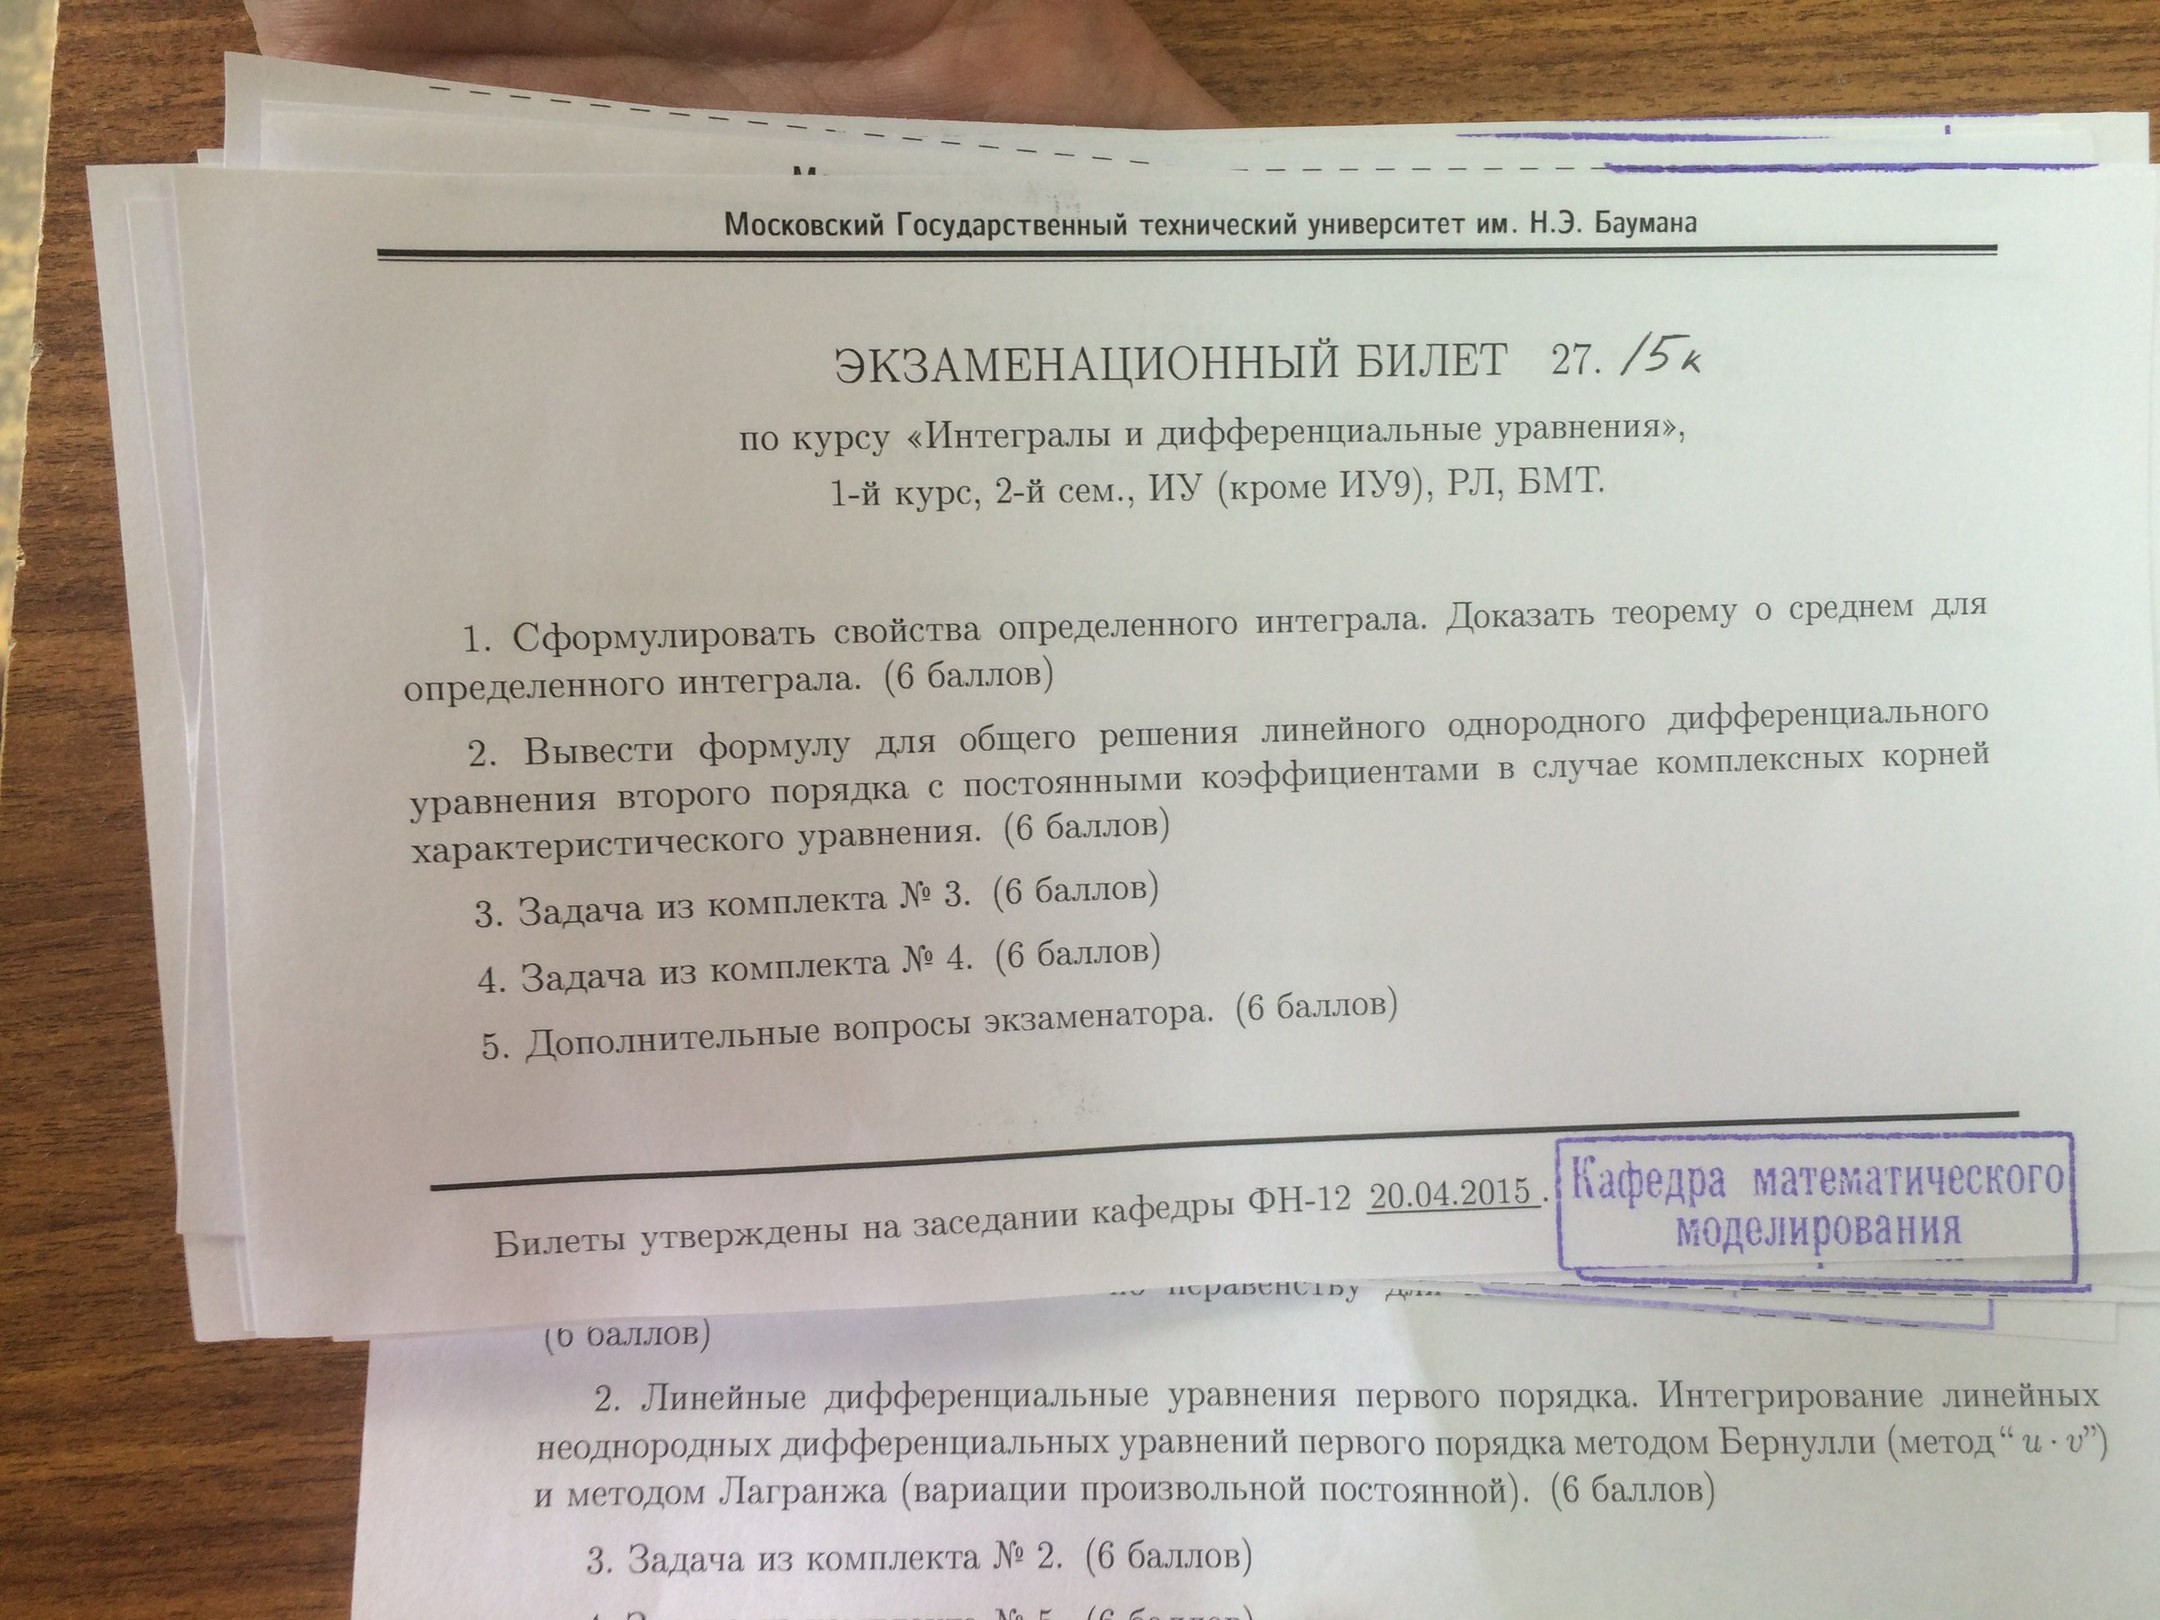 Московский Государственный технический университет им. Н.Э. Баумана
ЭКЗАМЕНАЦИОННЫЙ БИЛЕТ 27. /5к
по курсу «Интегралы и дифференциальные уравнения»,
1-й курс, 2-й сем., ИУ (кроме ИУ9), РЛ, БМТ.
1. Сформулировать свойства определенного интеграла. Доказать теорему о среднем для
определенного интеграла. (6 баллов)
2. Вывести формулу для общего решения линейного однородного дифференциального
уравнения второго порядка с постоянными коэффициентами в случае комплексных корней
характеристического уравнения. (6 баллов)
3. Задача из комплекта № 3. (6 баллов)
4. Задача из комплекта № 4. (6 баллов)
5. Дополнительные вопросы экзаменатора. (6 баллов)
Билеты утверждены на заседании кафедры ФН-12 20.04.2015.
Кафедра математического
моделирования
неравенству для
(6 баллов)
2. Линейные дифференциальные уравнения первого порядка. Интегрирование линейных
неоднородных дифференциальных уравнений первого порядка методом Бернулли (метод “u · v”)
и методом Лагранжа (вариации произвольной постоянной). (6 баллов)
3. Задача из комплекта № 2. (6 баллов)